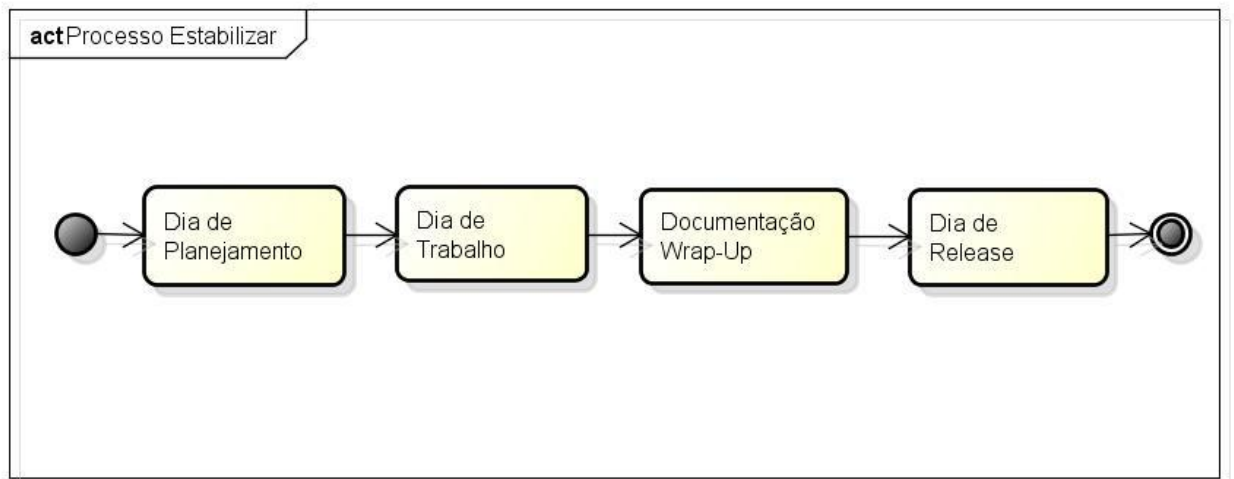 act Processo Estabilizar
Dia de
Planejamento
Dia de
Trabalho
Documentação
Wrap-Up
Dia de
Release